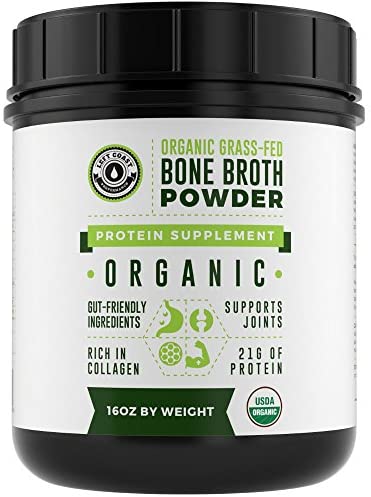 LEFT COAST
PERFORMANCE
ORGANIC GRASS-FED
BONE BROTH
POWDER
PROTEIN SUPPLEMENT
• ORGANIC •
GUT-FRIENDLY
INGREDIENTS
SUPPORTS
JOINTS
RICH IN
COLLAGEN
21G OF
PROTEIN
16OZ BY WEIGHT
USDA
ORGANIC